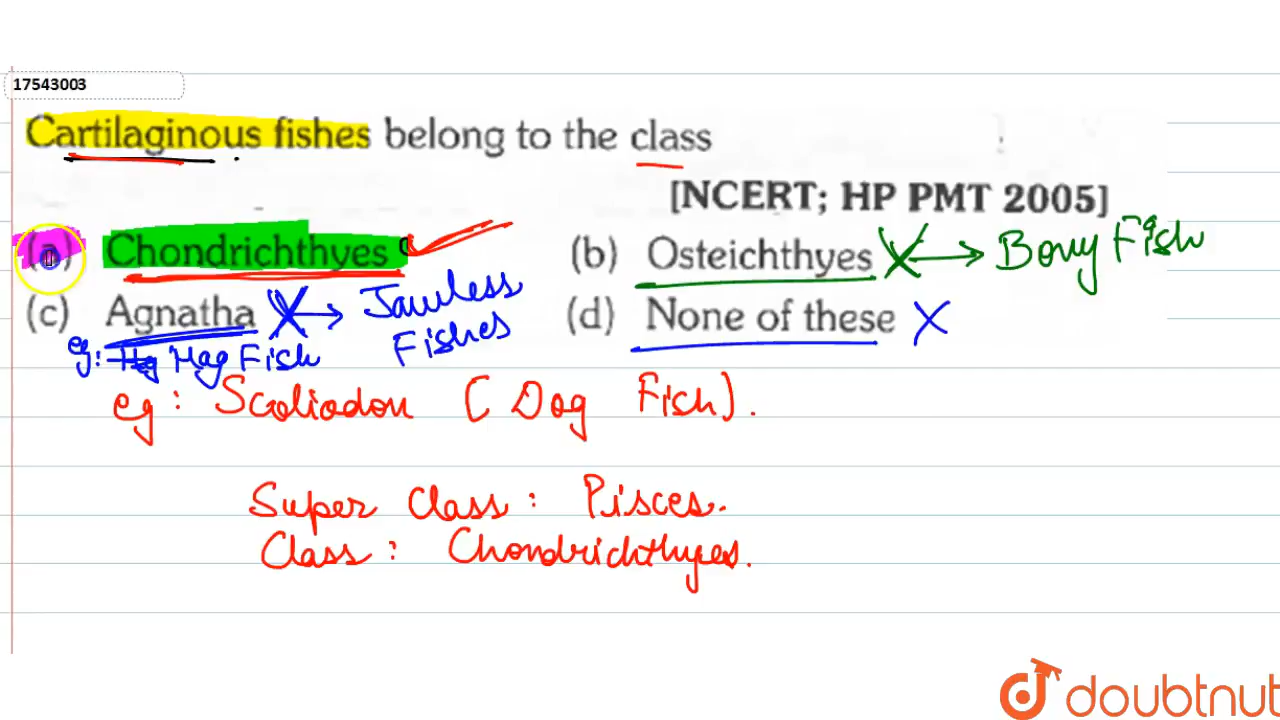 17543003
Cartilaginous fishes belong to the class
[NCERT; HP PMT 2005]
(a) Chondrichthyes (b) Osteichthyes → Bony Fish
(c) Agnatha → Jawless Fishes (d) None of these
eg: Hag Fish
eg: Scoliodon (Dog Fish).
Super Class: Pisces.
Class: Chondrichthyes.
doubtnut